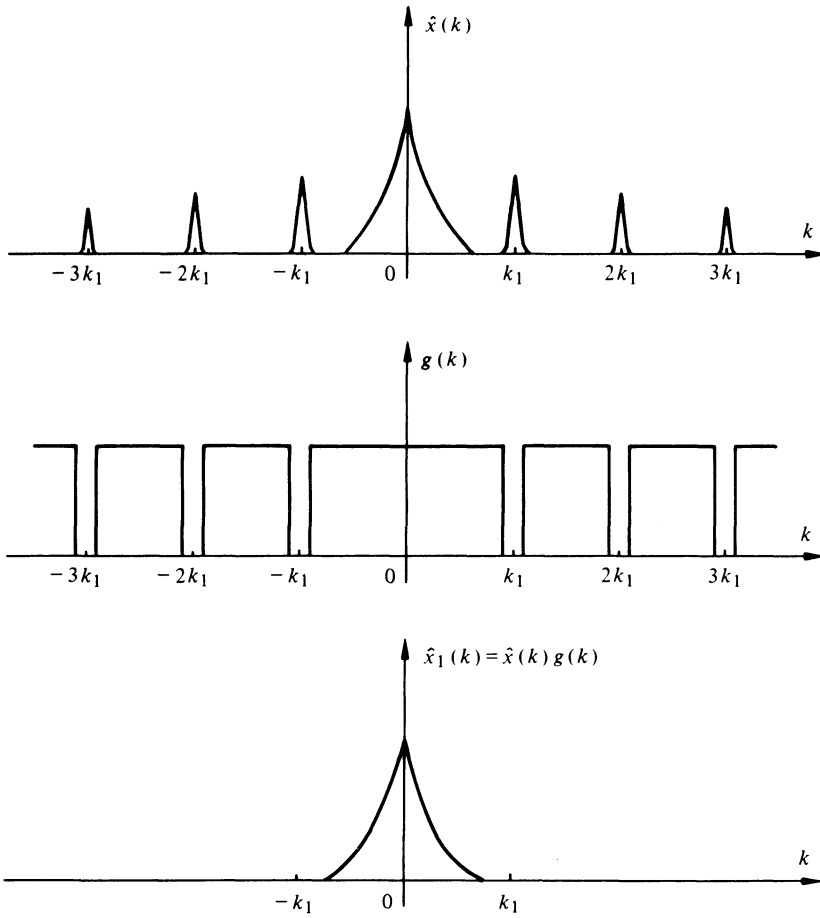 x̂(k)
k
−3k₁ −2k₁ −k₁ 0 k₁ 2k₁ 3k₁
g(k)
k
−3k₁ −2k₁ −k₁ 0 k₁ 2k₁ 3k₁
x̂₁(k) = x̂(k) g(k)
k
−k₁ 0 k₁